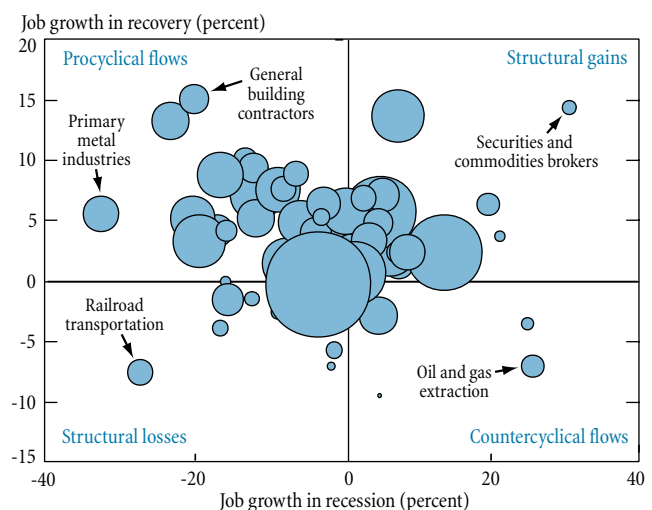 Job growth in recovery (percent)
20
Procyclical flows
Structural gains
General
building
contractors
15
Primary
metal
industries
Securities and
commodities brokers
10
5
0
Railroad
transportation
-5
Oil and gas
extraction
-10
Structural losses
Countercyclical flows
-15
-40
-20
0
20
40
Job growth in recession (percent)